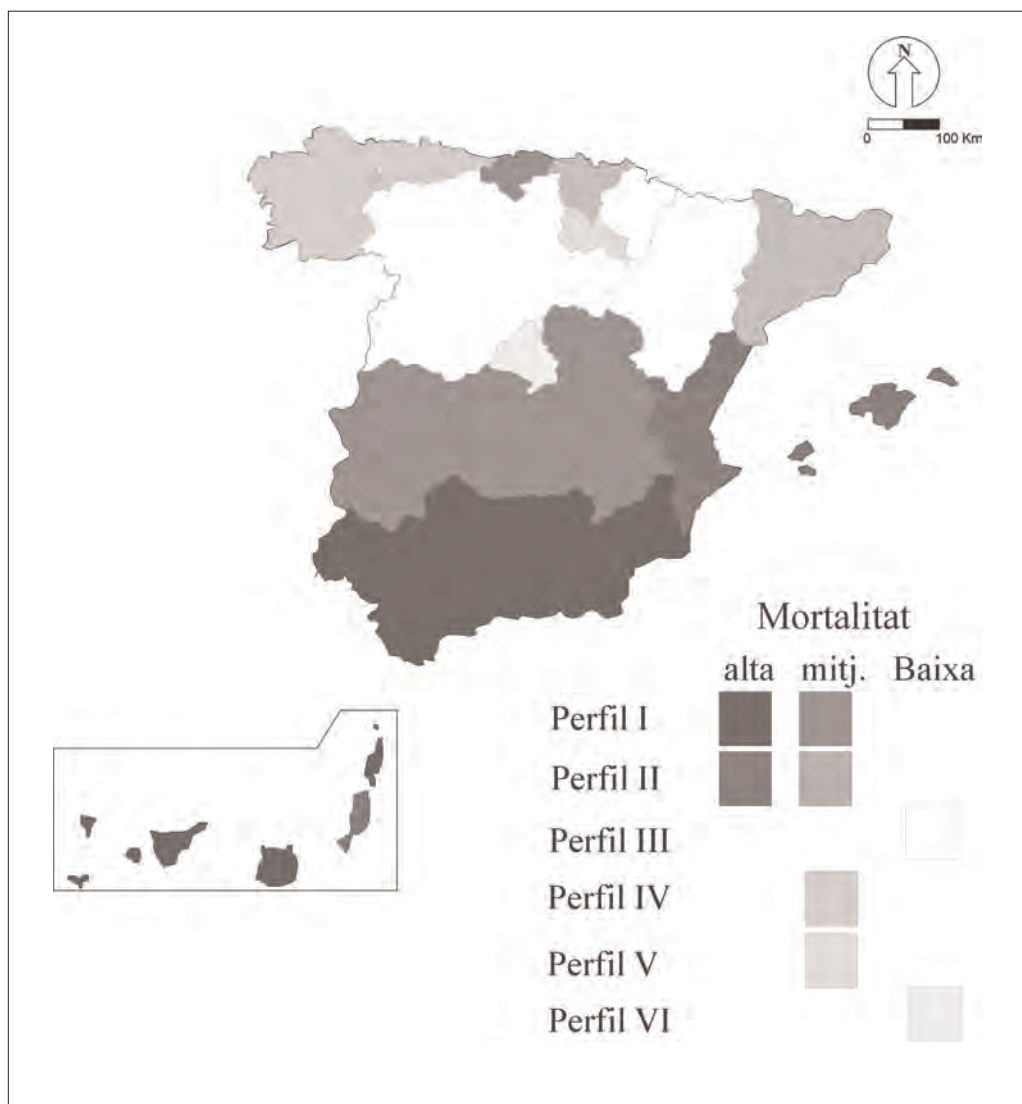 N
0 100 Km
Mortalitat
alta mitj. Baixa
Perfil I
Perfil II
Perfil III
Perfil IV
Perfil V
Perfil VI